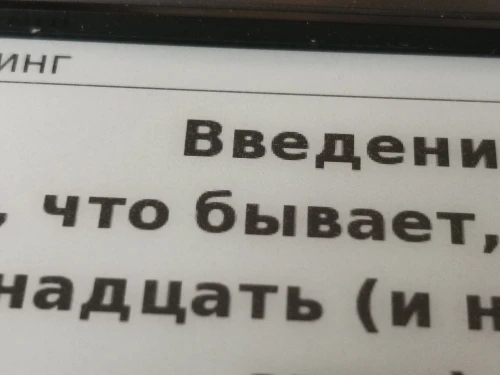 ИНГ
Введени
, что бывает,
надцать (и н